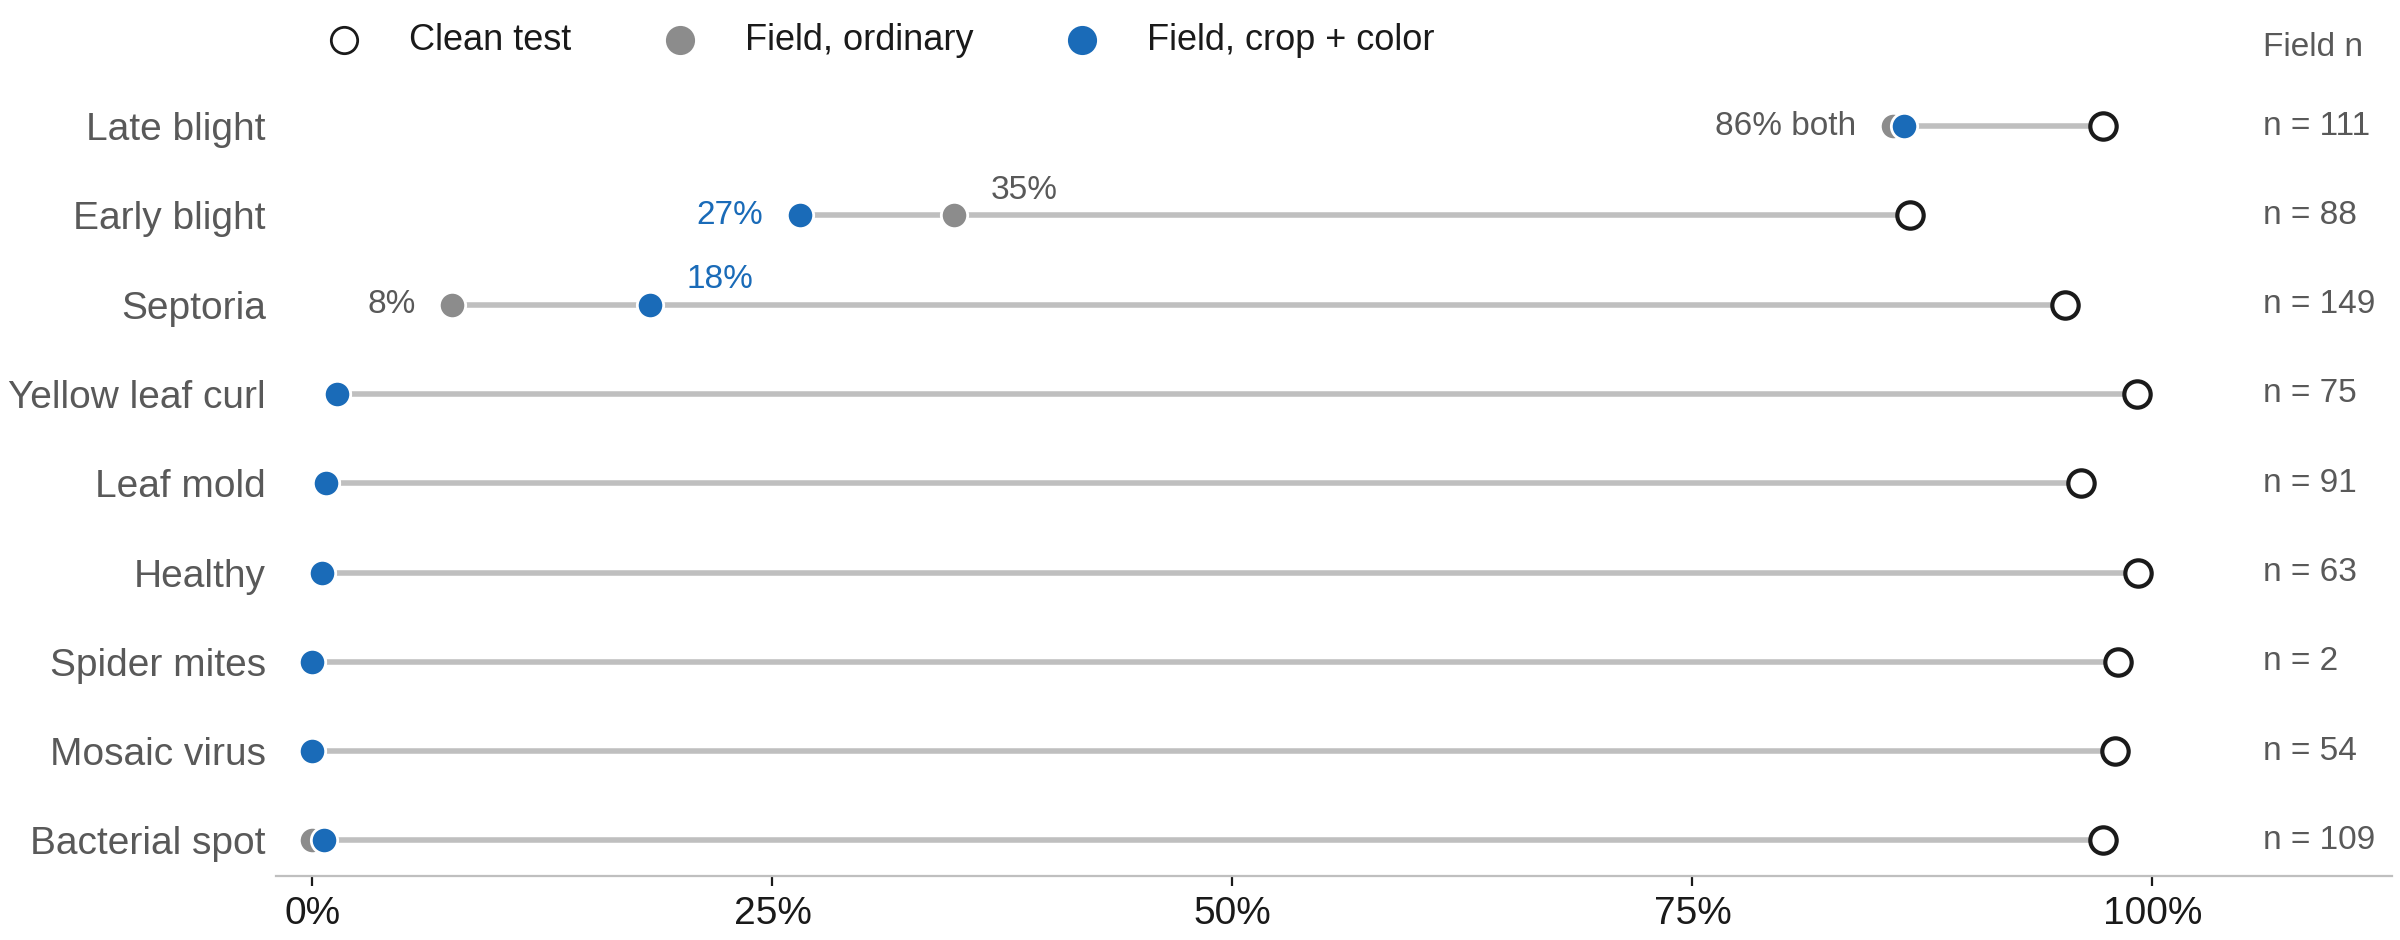 Clean test Field, ordinary Field, crop + color Field n
Late blight 86% both n = 111
Early blight 27% 35% n = 88
Septoria 8% 18% n = 149
Yellow leaf curl n = 75
Leaf mold n = 91
Healthy n = 63
Spider mites n = 2
Mosaic virus n = 54
Bacterial spot n = 109
0% 25% 50% 75% 100%